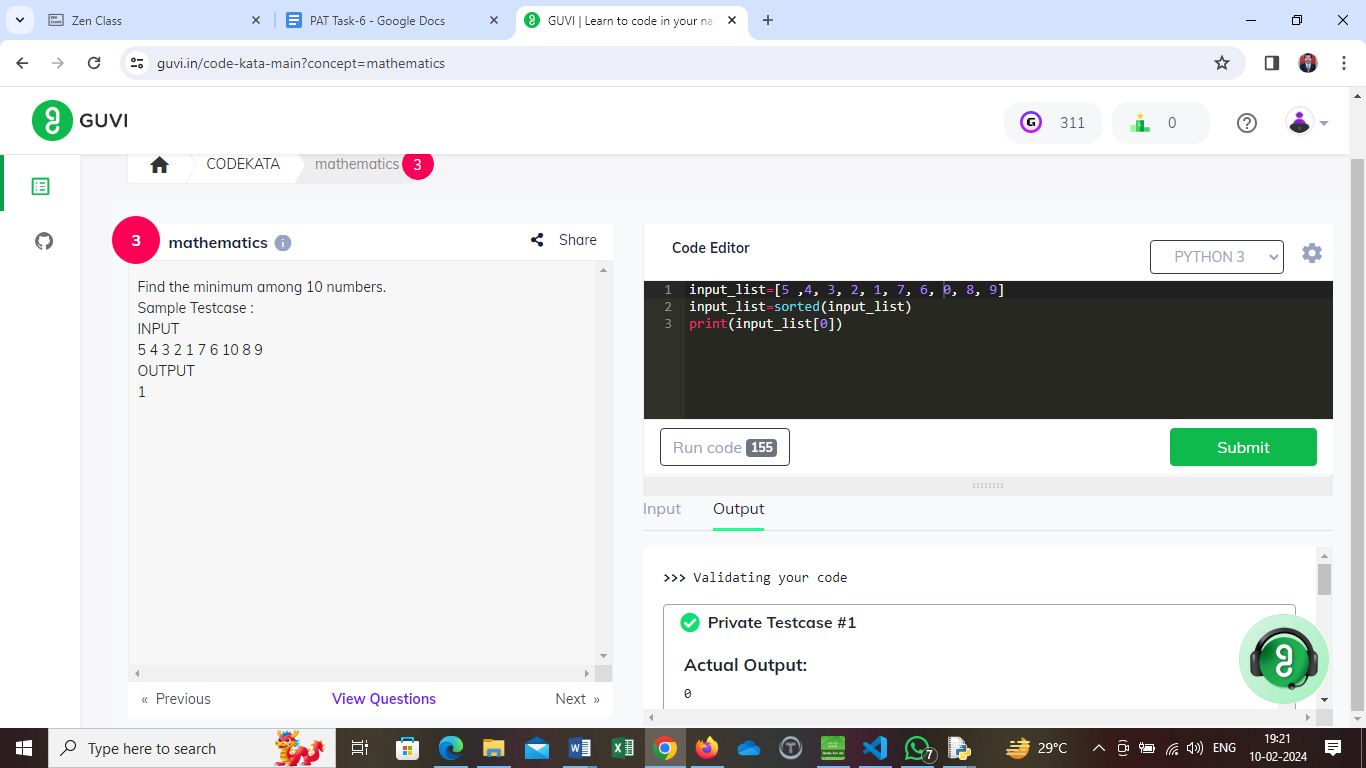 Zen Class
PAT Task-6 - Google Docs
GUVI | Learn to code in your na
guvi.in/code-kata-main?concept=mathematics
GUVI
311
0
CODEKATA
mathematics 3
3 mathematics
Share
Find the minimum among 10 numbers.
Sample Testcase :
INPUT
5 4 3 2 1 7 6 10 8 9
OUTPUT
1
« Previous
View Questions
Next »
Code Editor
PYTHON 3
1 input_list=[5 ,4, 3, 2, 1, 7, 6, 0, 8, 9]
2 input_list=sorted(input_list)
3 print(input_list[0])
Run code 155
Submit
Input
Output
>>> Validating your code
Private Testcase #1
Actual Output:
0
Type here to search
7
29°C
ENG
19:21
10-02-2024